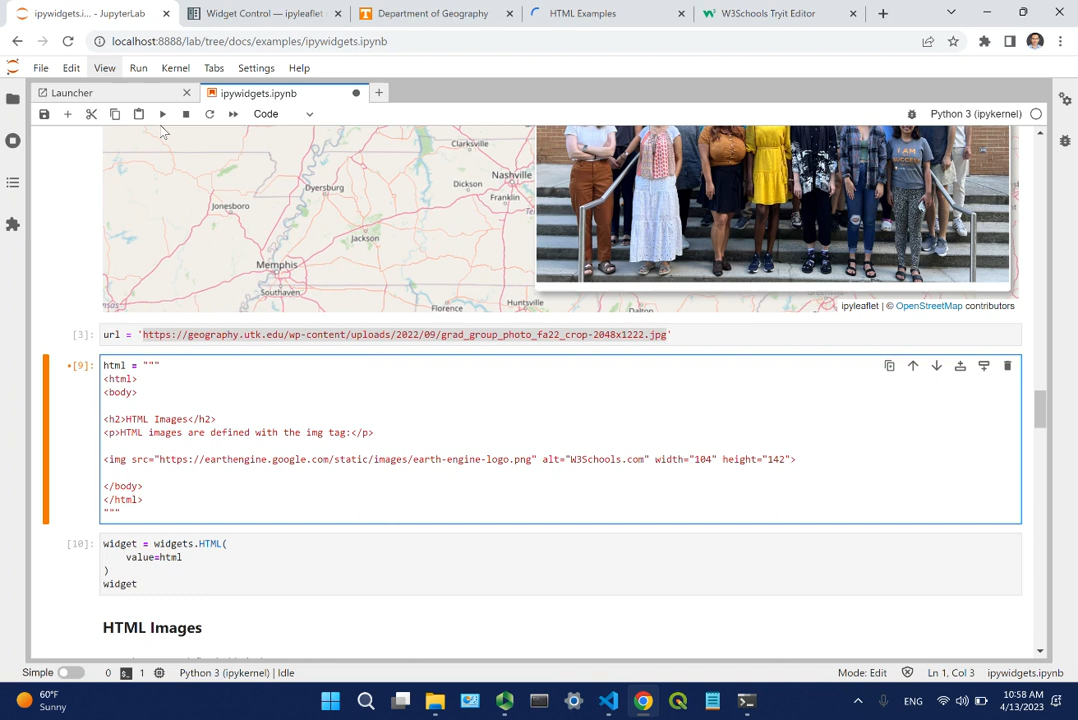 ipywidgets.i... - JupyterLab
Widget Control — ipyleaflet
Department of Geography
HTML Examples
W3Schools Tryit Editor
localhost:8888/lab/tree/docs/examples/ipywidgets.ipynb
File Edit View Run Kernel Tabs Settings Help
Launcher
ipywidgets.ipynb
Code
Python 3 (ipykernel)
Clarksville
Nashville
Dickson
Franklin
Dyersburg
Jonesboro
Jackson
Memphis
Southaven
Florence
Huntsville
Dalton
I AM
SUCCESS
ipyleaflet | © OpenStreetMap contributors
[3]: url = 'https://geography.utk.edu/wp-content/uploads/2022/09/grad_group_photo_fa22_crop-2048x1222.jpg'
[9]: html = """
<html>
<body>
<h2>HTML Images</h2>
<p>HTML images are defined with the img tag:</p>
<img src="https://earthengine.google.com/static/images/earth-engine-logo.png" alt="W3Schools.com" width="104" height="142">
</body>
</html>
"""
[10]: widget = widgets.HTML(
value=html
)
widget
HTML Images
Simple 0 1 Python 3 (ipykernel) | Idle
Mode: Edit Ln 1, Col 3 ipywidgets.ipynb
60°F
Sunny
ENG
10:58 AM
4/13/2023